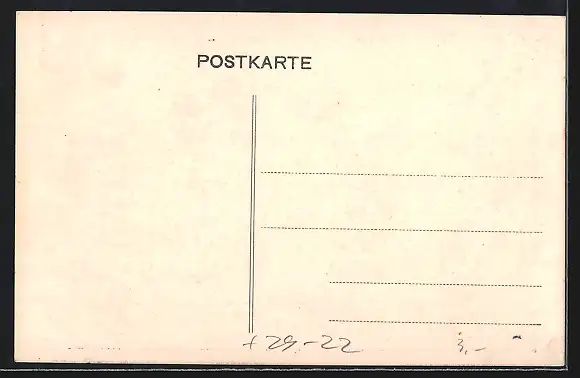 POSTKARTE
+ 29-22 3,-